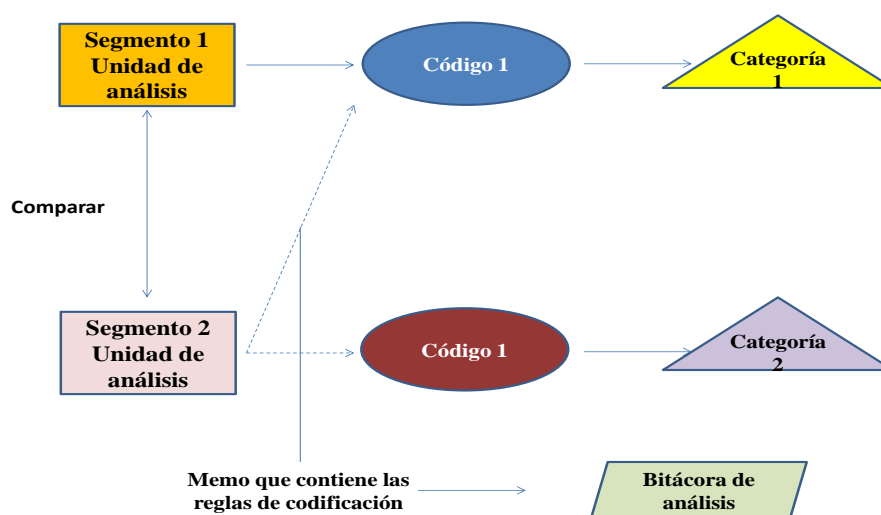 Segmento 1
Unidad de
análisis
Código 1
Categoría
1
Comparar
Segmento 2
Unidad de
análisis
Código 1
Categoría
2
Memo que contiene las
reglas de codificación
Bitácora de
análisis